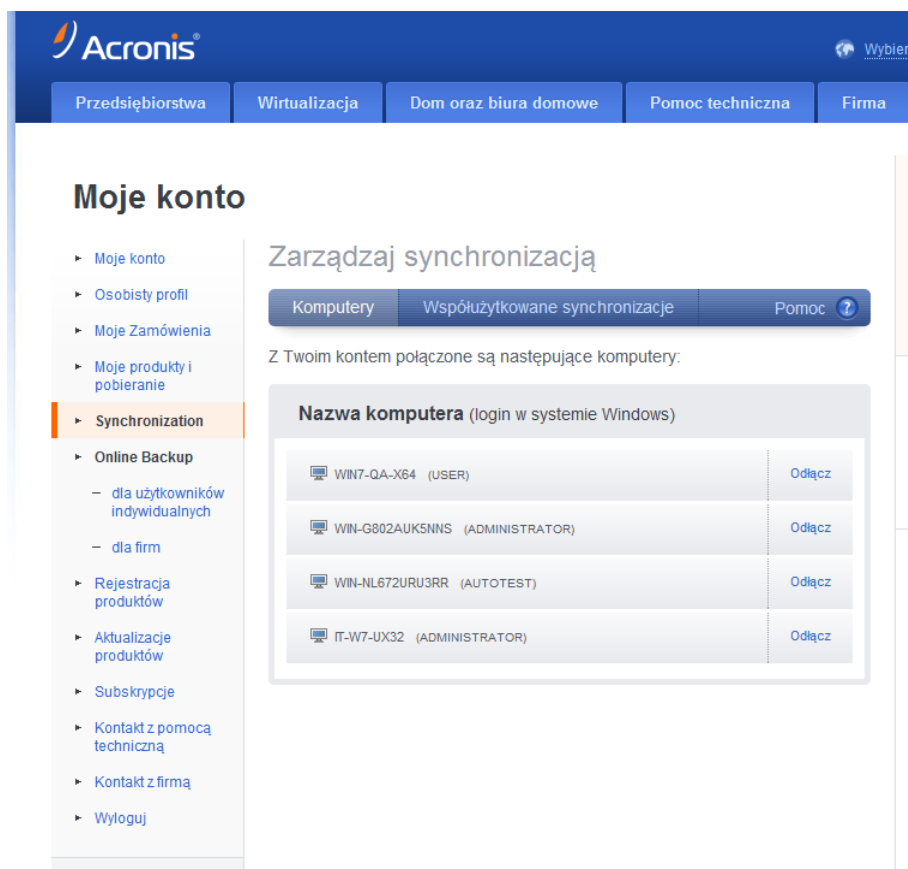 Acronis®
Wybier
Przedsiębiorstwa Wirtualizacja Dom oraz biura domowe Pomoc techniczna Firma
Moje konto
Moje konto
Osobisty profil
Moje Zamówienia
Moje produkty i
pobieranie
Synchronization
Online Backup
– dla użytkowników
indywidualnych
– dla firm
Rejestracja
produktów
Aktualizacje
produktów
Subskrypcje
Kontakt z pomocą
techniczną
Kontakt z firmą
Wyloguj
Zarządzaj synchronizacją
Komputery Współużytkowane synchronizacje Pomoc ?
Z Twoim kontem połączone są następujące komputery:
Nazwa komputera (login w systemie Windows)
WIN7-QA-X64 (USER) Odłącz
WIN-G802AUK5NNS (ADMINISTRATOR) Odłącz
WIN-NL672URU3RR (AUTOTEST) Odłącz
IT-W7-UX32 (ADMINISTRATOR) Odłącz